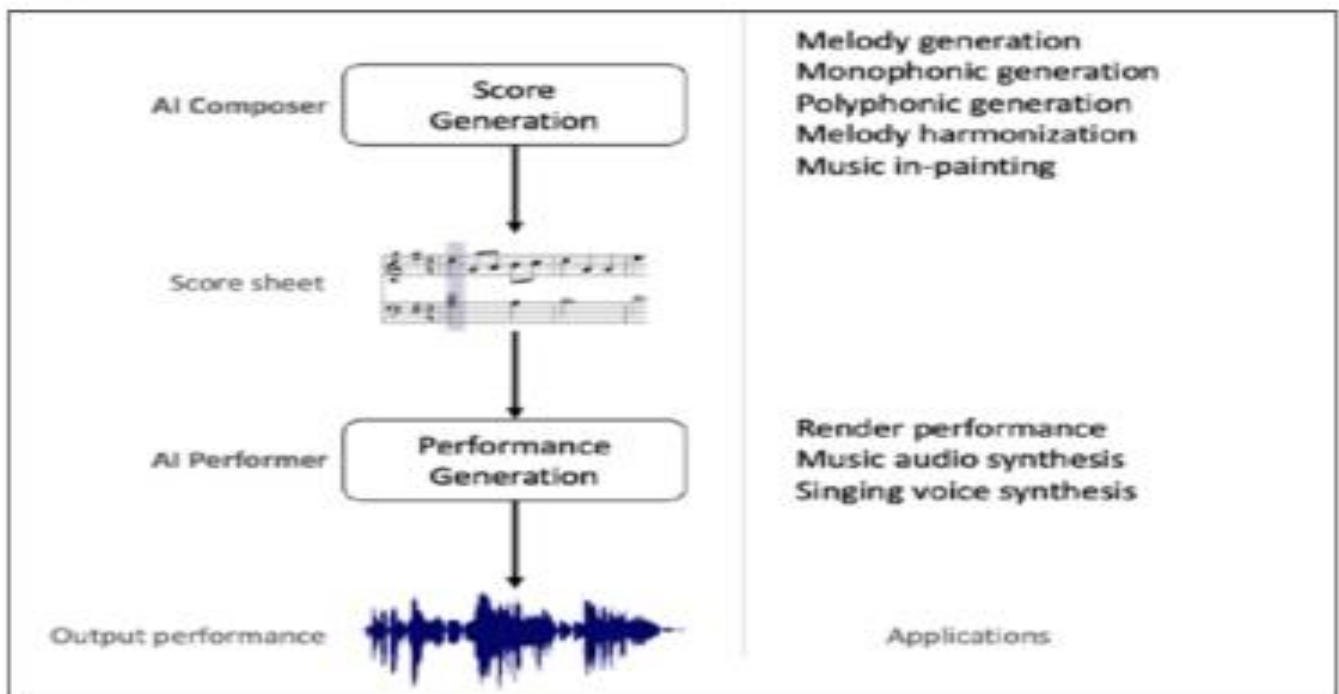 Melody generation
Monophonic generation
Polyphonic generation
Melody harmonization
Music in-painting
AI Composer
Score
Generation
Score sheet
AI Performer
Performance
Generation
Render performance
Music audio synthesis
Singing voice synthesis
Output performance
Applications